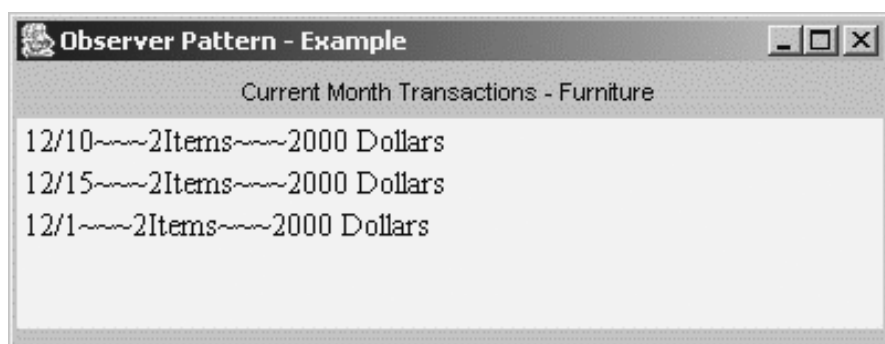 Observer Pattern - Example
Current Month Transactions - Furniture
12/10~~~2Items~~~2000 Dollars
12/15~~~2Items~~~2000 Dollars
12/1~~~2Items~~~2000 Dollars